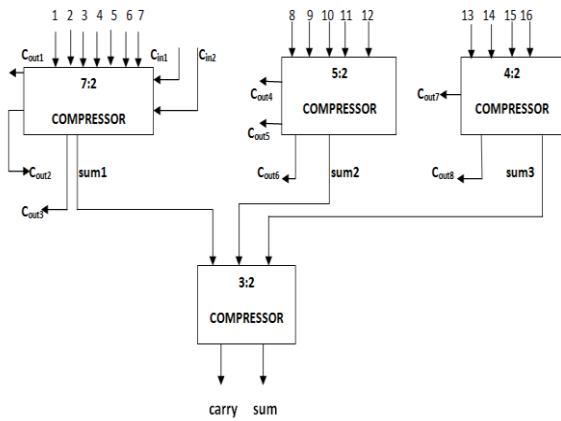 1 2 3 4 5 6 7
8 9 10 11 12
13 14 15 16
Cout1
Cin1
Cin2
7:2
COMPRESSOR
Cout2
sum1
Cout3
5:2
COMPRESSOR
Cout4
Cout5
Cout6
sum2
4:2
COMPRESSOR
Cout7
Cout8
sum3
3:2
COMPRESSOR
carry sum